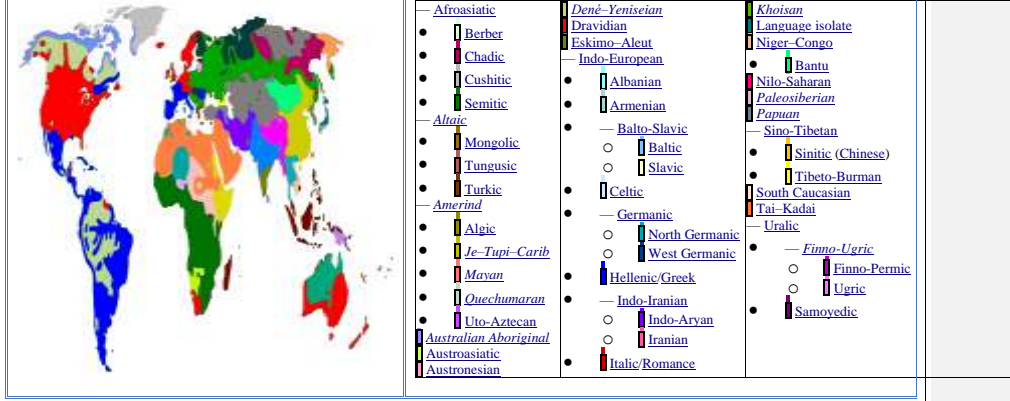 — Afroasiatic
● Berber
● Chadic
● Cushitic
● Semitic
— Altaic
● Mongolic
● Tungusic
● Turkic
— Amerind
● Algic
● Je–Tupi–Carib
● Mayan
● Quechumaran
● Uto-Aztecan
Australian Aboriginal
Austroasiatic
Austronesian
Dené–Yeniseian
Dravidian
Eskimo–Aleut
— Indo-European
● Albanian
● Armenian
● — Balto-Slavic
○ Baltic
○ Slavic
● Celtic
● — Germanic
○ North Germanic
○ West Germanic
● Hellenic/Greek
● — Indo-Iranian
○ Indo-Aryan
○ Iranian
● Italic/Romance
Khoisan
Language isolate
Niger–Congo
● Bantu
Nilo-Saharan
Paleosiberian
Papuan
— Sino-Tibetan
● Sinitic (Chinese)
● Tibeto-Burman
South Caucasian
Tai–Kadai
— Uralic
● — Finno-Ugric
○ Finno-Permic
○ Ugric
● Samoyedic